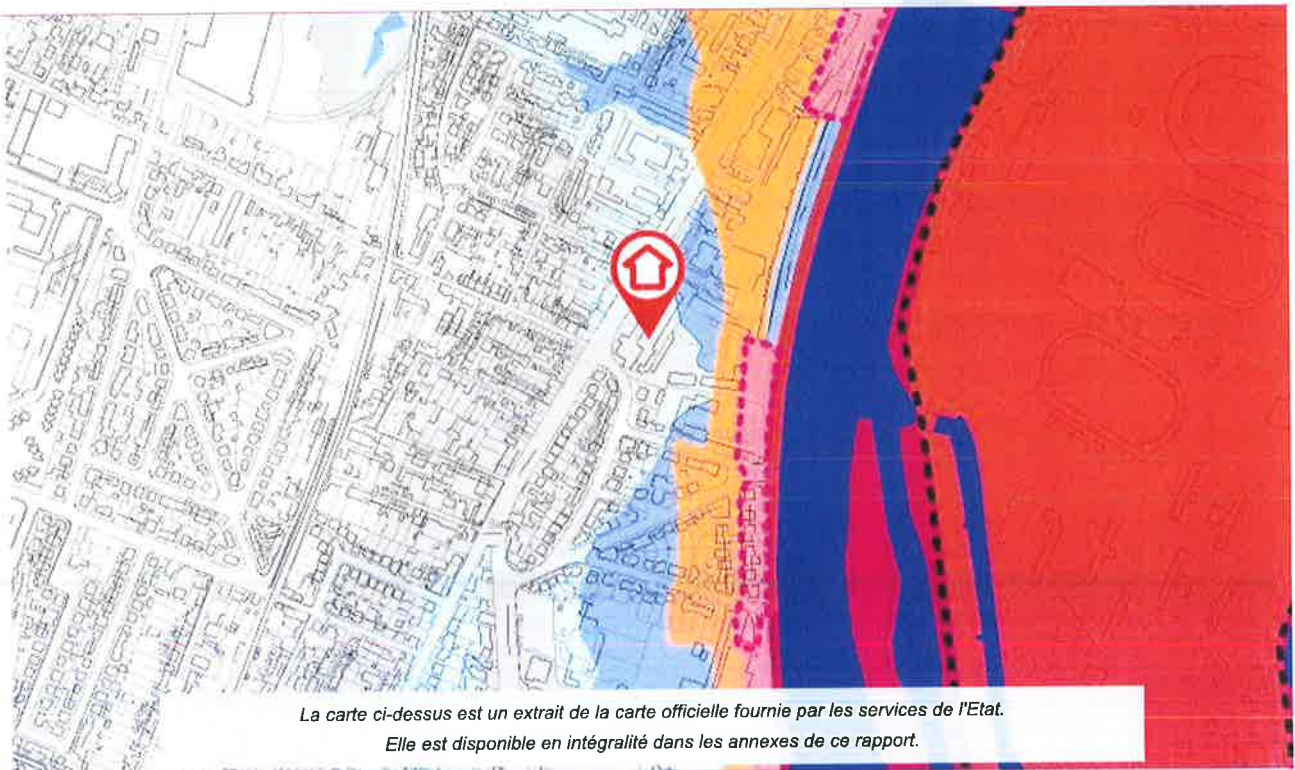 La carte ci-dessus est un extrait de la carte officielle fournie par les services de l'Etat.
Elle est disponible en intégralité dans les annexes de ce rapport.